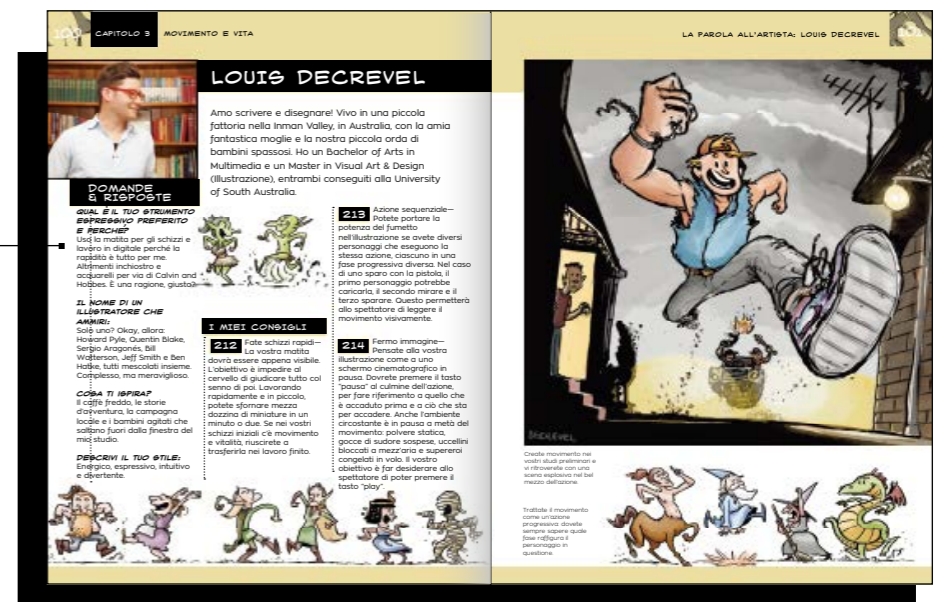 100
CAPITOLO 3
MOVIMENTO E VITA
LA PAROLA ALL'ARTISTA: LOUIS DECREVEL
101
LOUIS DECREVEL
Amo scrivere e disegnare! Vivo in una piccola
fattoria nella Inman Valley, in Australia, con la amia
fantastica moglie e la nostra piccola orda di
bambini spassosi. Ho un Bachelor of Arts in
Multimedia e un Master in Visual Art & Design
(Illustrazione), entrambi conseguiti alla University
of South Australia.
DOMANDE
& RISPOSTE
QUAL È IL TUO STRUMENTO
ESPRESSIVO PREFERITO
E PERCHÉ?
Uso la matita per gli schizzi e
lavoro in digitale perché la
rapidità è tutto per me.
Altrimenti inchiostro e
acquarelli per via di Calvin and
Hobbes. È una ragione, giusto?
IL NOME DI UN
ILLUSTRATORE CHE
AMMIRI:
Solo uno? Okay, allora:
Howard Pyle, Quentin Blake,
Sergio Aragonés, Bill
Watterson, Jeff Smith e Ben
Hatke, tutti mescolati insieme.
Complesso, ma meraviglioso.
COSA TI ISPIRA?
Il caffè freddo, le storie
d'avventura, la campagna
locale e i bambini agitati che
saltano fuori dalla finestra del
mio studio.
DESCRIVI IL TUO STILE:
Energico, espressivo, intuitivo
e divertente.
I MIEI CONSIGLI
212 Fate schizzi rapidi—
La vostra matita
dovrà essere appena visibile.
L'obiettivo è impedire al
cervello di giudicare tutto col
senno di poi. Lavorando
rapidamente e in piccolo,
potete sfornare mezza
dozzina di miniature in un
minuto o due. Se nei vostri
schizzi iniziali c'è movimento
e vitalità, riuscirete a
trasferirla nei lavoro finito.
213 Azione sequenziale—
Potete portare la
potenza del fumetto
nell'illustrazione se avete diversi
personaggi che eseguono la
stessa azione, ciascuno in una
fase progressiva diversa. Nel caso
di uno sparo con la pistola, il
primo personaggio potrebbe
caricarla, il secondo mirare e il
terzo sparare. Questo permetterà
allo spettatore di leggere il
movimento visivamente.
214 Fermo immagine—
Pensate alla vostra
illustrazione come a uno
schermo cinematografico in
pausa. Dovrete premere il tasto
"pausa" al culmine dell'azione,
per fare riferimento a quello che
è accaduto prima e a ciò che sta
per accadere. Anche l'ambiente
circostante è in pausa a metà del
movimento: polvere statica,
gocce di sudore sospese, uccellini
bloccati a mezz'aria e supereroi
congelati in volo. Il vostro
obiettivo è far desiderare allo
spettatore di poter premere il
tasto "play".
DECREVEL
Create movimento nei
vostri studi preliminari e
vi ritroverete con una
scena esplosiva nel bel
mezzo dell'azione.
Trattate il movimento
come un'azione
progressiva: dovete
sempre sapere quale
fase raffigura il
personaggio in
questione.